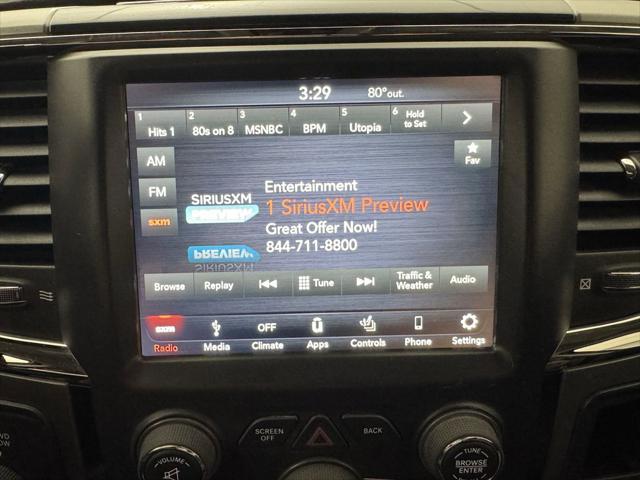 3:29 80° out.
1 2 3 4 5 6 Hold to Set
Hits 1 80s on 8 MSNBC BPM Utopia
AM
Fav
FM
sxm
Entertainment
SIRIUSXM
PREVIEW
1 SiriusXM Preview
Great Offer Now!
844-711-8800
PREVIEW
SIRIUSXM
Browse Replay Tune Traffic & Weather Audio
sxm OFF
Radio Media Climate Apps Controls Phone Settings
SCREEN OFF
BACK
VOLUME
TUNE
BROWSE
ENTER